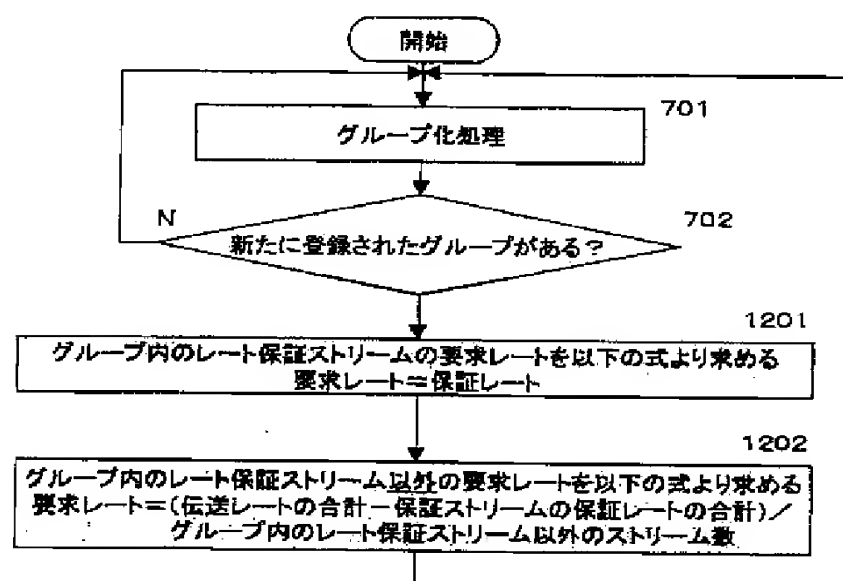 開始
701
グループ化処理
N
702
新たに登録されたグループがある?
1201
グループ内のレート保証ストリームの要求レートを以下の式より求める
要求レート=保証レート
1202
グループ内のレート保証ストリーム以外の要求レートを以下の式より求める
要求レート=(伝送レートの合計-保証ストリームの保証レートの合計)/
グループ内のレート保証ストリーム以外のストリーム数